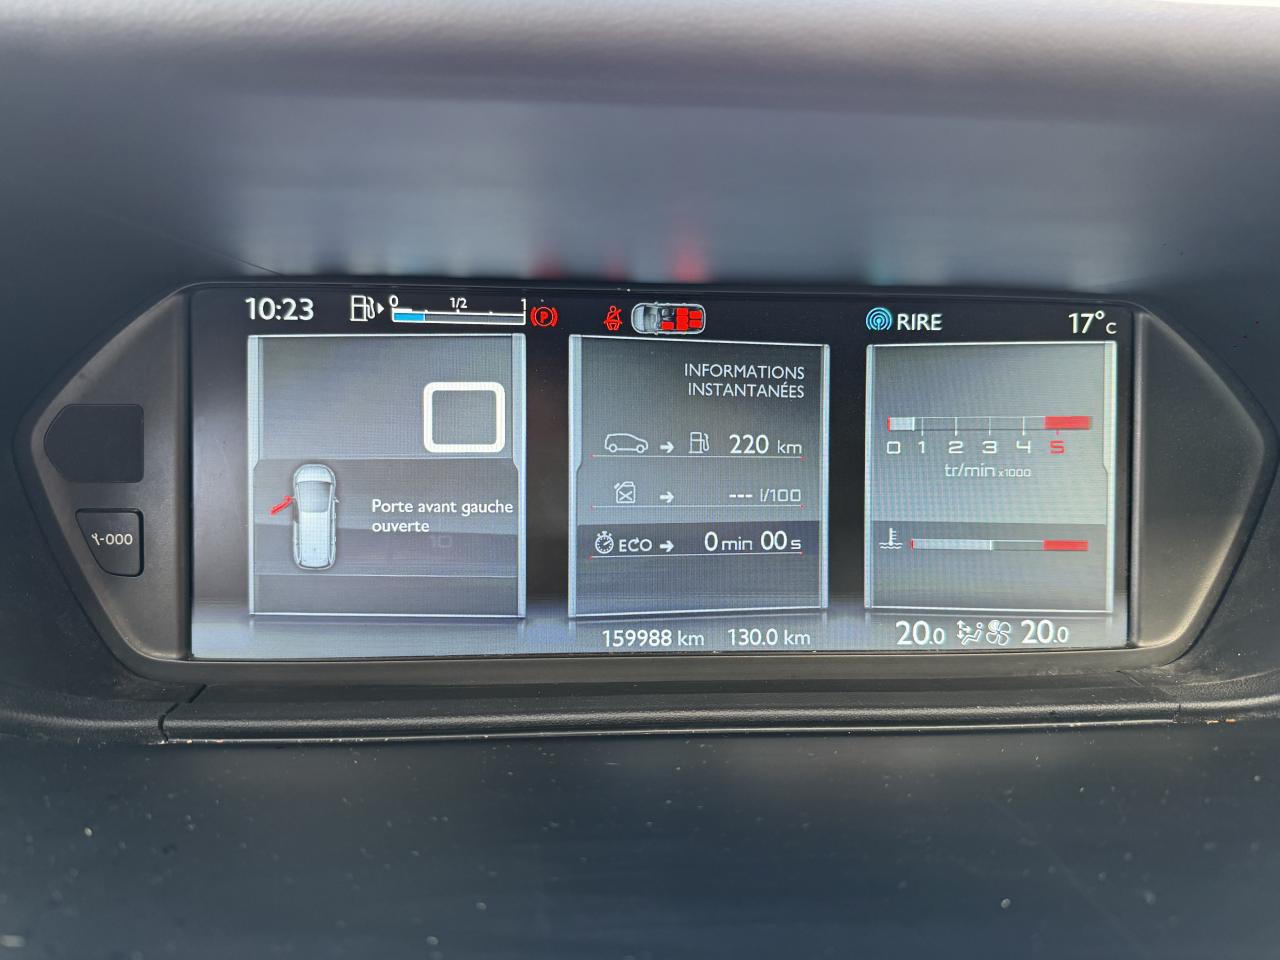 10:23
0 1/2 1
P
RIRE
17°C
Porte avant gauche
ouverte
INFORMATIONS
INSTANTANÉES
220 km
--- l/100
ECO 0 min 00 s
0 1 2 3 4 5
tr/min x1000
-000
159988 km 130.0 km
20.0 20.0